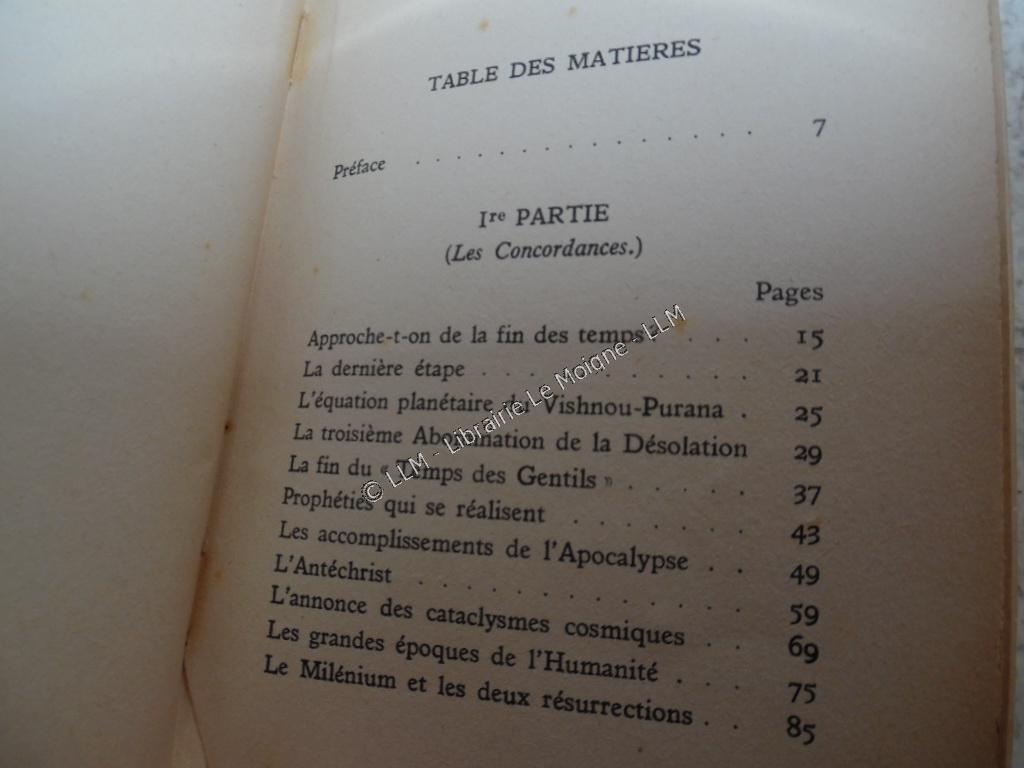 TABLE DES MATIERES
Préface . . . . . . . . . . . . . 7
Ire PARTIE
(Les Concordances.)
Pages
Approche-t-on de la fin des temps . . . 15
La dernière étape . . . . . . . . . . 21
L'équation planétaire du Vishnou-Purana . 25
La troisième Abomination de la Désolation 29
La fin du « Temps des Gentils » . . . . . 37
Prophéties qui se réalisent . . . . . . . 43
Les accomplissements de l'Apocalypse . . 49
L'Antéchrist . . . . . . . . . . . . 59
L'annonce des cataclysmes cosmiques . . 69
Les grandes époques de l'Humanité . . . 75
Le Milénium et les deux résurrections . . 85
© LLM - Librairie Le Moigne - LLM